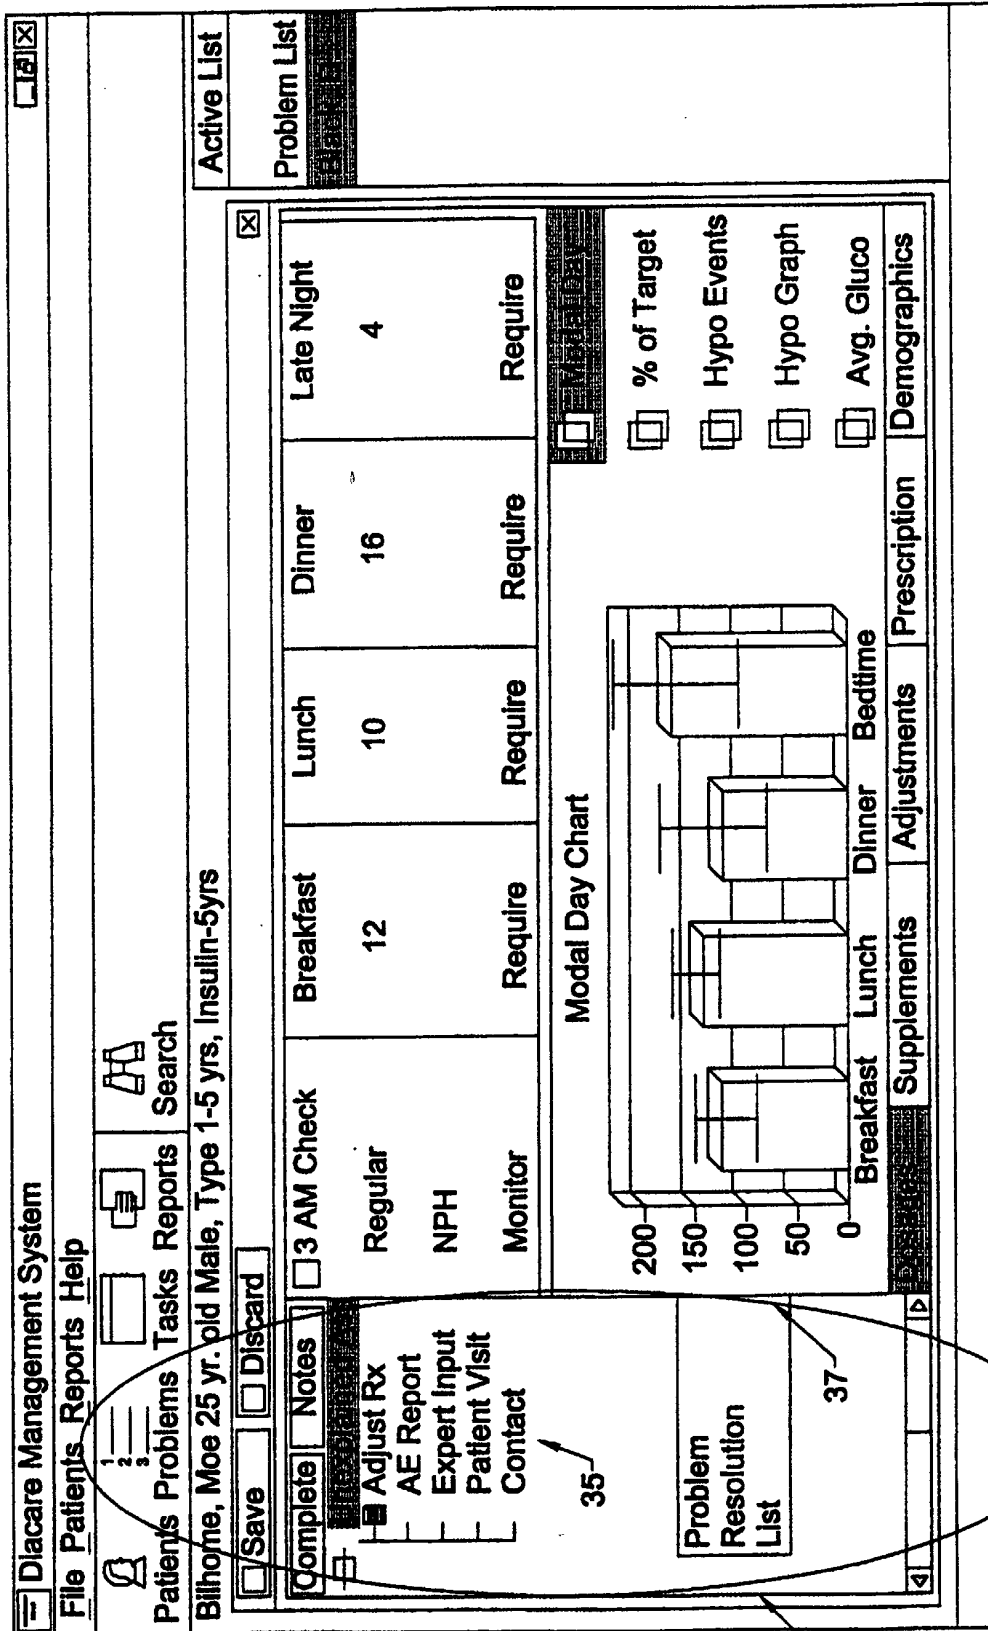 Diacare Management System
File Patients Reports Help
Patients Problems Tasks Reports Search
Bilhome, Moe 25 yr. old Male, Type 1-5 yrs, Insulin-5yrs
Active List
Problem List
Save Discard
Complete Notes
Adjust Rx
AE Report
Expert Input
Patient Visit
Contact
35
Problem
Resolution
List
37
3 AM Check Breakfast Lunch Dinner Late Night
Regular 12 10 16 4
NPH
Monitor Require Require Require Require
Modal Day Chart
200
150
100
50
0
Breakfast Lunch Dinner Bedtime
Modal Day
% of Target
Hypo Events
Hypo Graph
Avg. Gluco
Dosages Supplements Adjustments Prescription Demographics